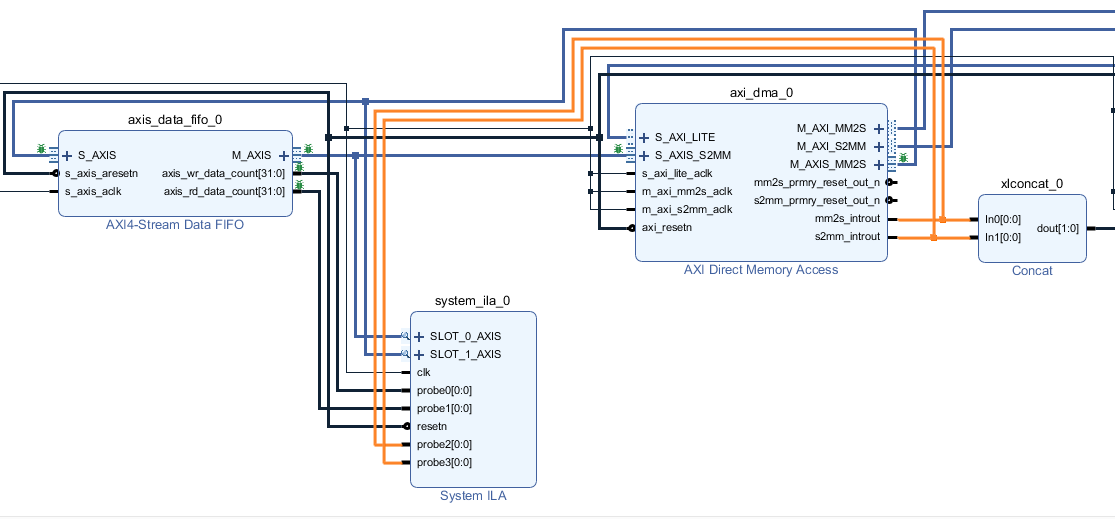 axis_data_fifo_0
S_AXIS
s_axis_aresetn
s_axis_aclk
M_AXIS
axis_wr_data_count[31:0]
axis_rd_data_count[31:0]
AXI4-Stream Data FIFO
axi_dma_0
S_AXI_LITE
S_AXIS_S2MM
s_axi_lite_aclk
m_axi_mm2s_aclk
m_axi_s2mm_aclk
axi_resetn
M_AXI_MM2S
M_AXI_S2MM
M_AXIS_MM2S
mm2s_prmry_reset_out_n
s2mm_prmry_reset_out_n
mm2s_introut
s2mm_introut
AXI Direct Memory Access
xlconcat_0
In0[0:0]
In1[0:0]
dout[1:0]
Concat
system_ila_0
SLOT_0_AXIS
SLOT_1_AXIS
clk
probe0[0:0]
probe1[0:0]
resetn
probe2[0:0]
probe3[0:0]
System ILA